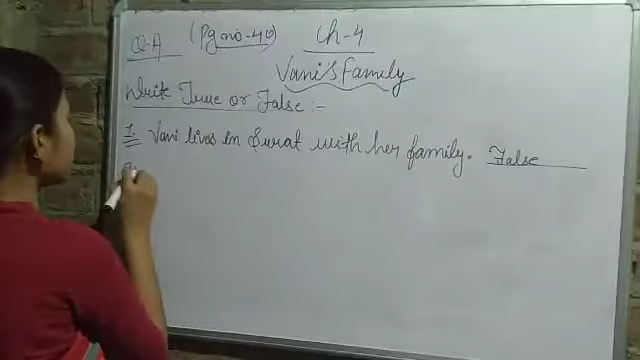 Q-A (Pg no-40) Ch-4
Vani's Family
Write True or False :-
1. Vani lives in Surat with her family. False